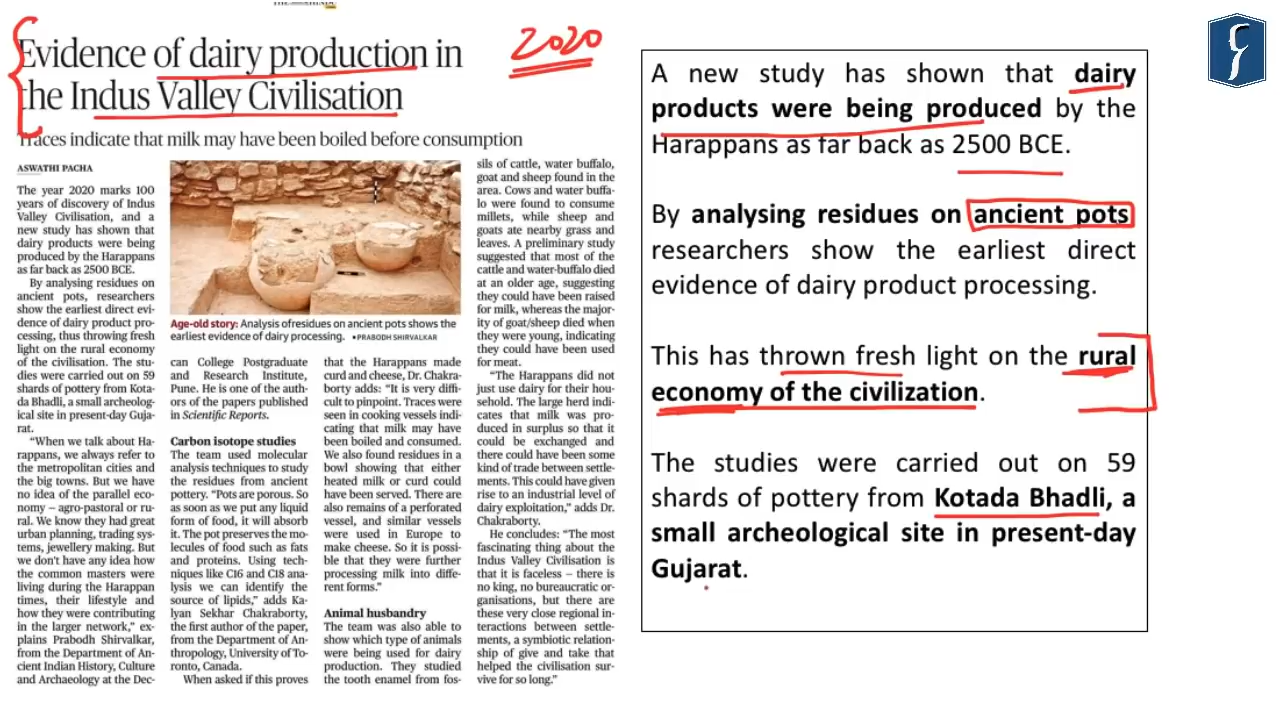 Evidence of dairy production in
the Indus Valley Civilisation
2020
Traces indicate that milk may have been boiled before consumption
ASWATHI PACHA
The year 2020 marks 100
years of discovery of Indus
Valley Civilisation, and a
new study has shown that
dairy products were being
produced by the Harappans
as far back as 2500 BCE.
By analysing residues on
ancient pots, researchers
show the earliest direct evi-
dence of dairy product pro-
cessing, thus throwing fresh
light on the rural economy
of the civilisation. The stu-
dies were carried out on 59
shards of pottery from Kota-
da Bhadli, a small archeolog-
ical site in present-day Guja-
rat.
“When we talk about Ha-
rappans, we always refer to
the metropolitan cities and
the big towns. But we have
no idea of the parallel eco-
nomy – agro-pastoral or ru-
ral. We know they had great
urban planning, trading sys-
tems, jewellery making. But
we don’t have any idea how
the common masters were
living during the Harappan
times, their lifestyle and
how they were contributing
in the larger network,” ex-
plains Prabodh Shirvalkar,
from the Department of An-
cient Indian History, Culture
and Archaeology at the Dec-
Age-old story: Analysis ofresidues on ancient pots shows the
earliest evidence of dairy processing. • PRABODH SHIRVALKAR
can College Postgraduate
and Research Institute,
Pune. He is one of the auth-
ors of the papers published
in Scientific Reports.
Carbon isotope studies
The team used molecular
analysis techniques to study
the residues from ancient
pottery. “Pots are porous. So
as soon as we put any liquid
form of food, it will absorb
it. The pot preserves the mo-
lecules of food such as fats
and proteins. Using tech-
niques like C16 and C18 ana-
lysis we can identify the
source of lipids,” adds Ka-
lyan Sekhar Chakraborty,
the first author of the paper,
from the Department of An-
thropology, University of To-
ronto, Canada.
When asked if this proves
that the Harappans made
curd and cheese, Dr. Chakra-
borty adds: “It is very diffi-
cult to pinpoint. Traces were
seen in cooking vessels indi-
cating that milk may have
been boiled and consumed.
We also found residues in a
bowl showing that either
heated milk or curd could
have been served. There are
also remains of a perforated
vessel, and similar vessels
were used in Europe to
make cheese. So it is possi-
ble that they were further
processing milk into diffe-
rent forms.”
Animal husbandry
The team was also able to
show which type of animals
were being used for dairy
production. They studied
the tooth enamel from fos-
sils of cattle, water buffalo,
goat and sheep found in the
area. Cows and water buffa-
lo were found to consume
millets, while sheep and
goats ate nearby grass and
leaves. A preliminary study
suggested that most of the
cattle and water-buffalo died
at an older age, suggesting
they could have been raised
for milk, whereas the major-
ity of goat/sheep died when
they were young, indicating
they could have been used
for meat.
“The Harappans did not
just use dairy for their hou-
sehold. The large herd indi-
cates that milk was pro-
duced in surplus so that it
could be exchanged and
there could have been some
kind of trade between settle-
ments. This could have given
rise to an industrial level of
dairy exploitation,” adds Dr.
Chakraborty.
He concludes: “The most
fascinating thing about the
Indus Valley Civilisation is
that it is faceless – there is
no king, no bureaucratic or-
ganisations, but there are
these very close regional in-
teractions between settle-
ments, a symbiotic relation-
ship of give and take that
helped the civilisation sur-
vive for so long.”
A new study has shown that dairy
products were being produced by the
Harappans as far back as 2500 BCE.
By analysing residues on ancient pots
researchers show the earliest direct
evidence of dairy product processing.
This has thrown fresh light on the rural
economy of the civilization.
The studies were carried out on 59
shards of pottery from Kotada Bhadli, a
small archeological site in present-day
Gujarat.